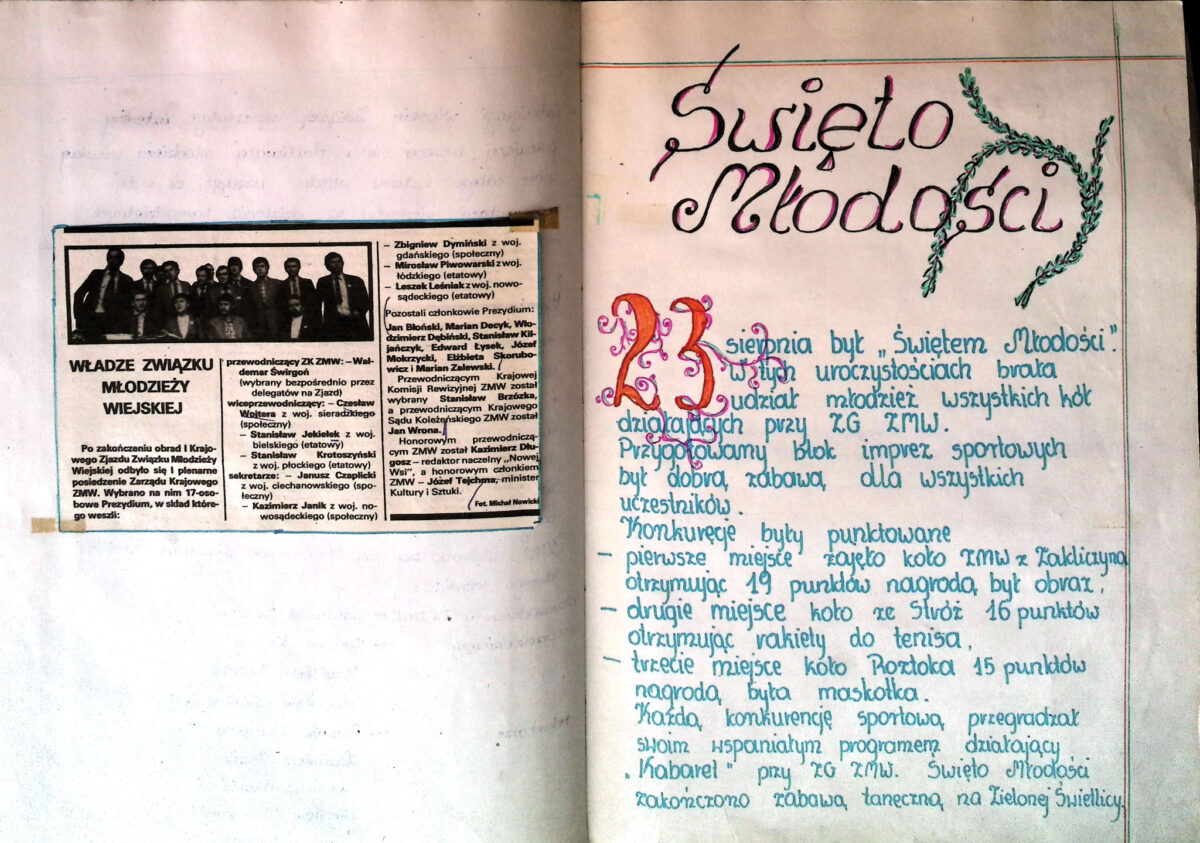 WŁADZE ZWIĄZKU
MŁODZIEŻY
WIEJSKIEJ
Po zakończeniu obrad I Krajo-
wego Zjazdu Związku Młodzieży
Wiejskiej odbyło się I plenarne
posiedzenie Zarządu Krajowego
ZMW. Wybrano na nim 17-oso-
bowe Prezydium, w skład które-
go weszli:
przewodniczący ZK ZMW: – Wal-
demar Świrgoń
(wybrany bezpośrednio przez
delegatów na Zjazd)
wiceprzewodniczący: – Czesław
Wojtera z woj. sieradzkiego
(społeczny)
– Stanisław Jekiełek z woj.
bielskiego (etatowy)
– Stanisław Krotoszyński
z woj. płockiego (etatowy)
sekretarze: – Janusz Czaplicki
z woj. ciechanowskiego (spo-
łeczny)
– Kazimierz Janik z woj. no-
wosądeckiego (społeczny)
– Zbigniew Dymiński z woj.
gdańskiego (społeczny)
– Mirosław Piwowarski z woj.
łódzkiego (etatowy)
– Leszek Leśniak z woj. nowo-
sądeckiego (etatowy)
Pozostali członkowie Prezydium:
Jan Błoński, Marian Decyk, Wło-
dzimierz Dębiński, Stanisław Kil-
jańczyk, Edward Łysek, Józef
Mokrzycki, Elżbieta Skorubo-
wicz i Marian Zalewski.
Przewodniczącym Krajowej
Komisji Rewizyjnej ZMW został
wybrany Stanisław Brzózka,
a przewodniczącym Krajowego
Sądu Koleżeńskiego ZMW został
Jan Wrona.
Honorowym przewodniczą-
cym ZMW został Kazimierz Dłu-
gosz – redaktor naczelny „Nowej
Wsi”, a honorowym członkiem
ZMW – Józef Tejchma, minister
Kultury i Sztuki.
Fot. Michał Nowicki
Święto
Młodości
23 sierpnia był „Świętem Młodości”.
W tych uroczystościach brała
udział młodzież wszystkich kół
działających przy ZG ZMW.
Przygotowamy blok imprez sportowych
był dobrą zabawą dla wszystkich
uczestników.
Konkuręcje były punktowane
– pierwsze miejsce zajęło koło ZMW z Zakliczyna
otrzymując 19 punktów nagrodą był obraz,
– drugie miejsce koło ze Stróż 16 punktów
otrzymując rakiety do tenisa,
– trzecie miejsce koło Roztoka 15 punktów
nagrodą była maskotka.
Każdą konkurencję sportową przegradzał
swoim wspaniałym programem działający
„Kabaret” przy ZG ZMW. Święto Młodości
zakończono zabawą taneczną na Zielonej Świetlicy.